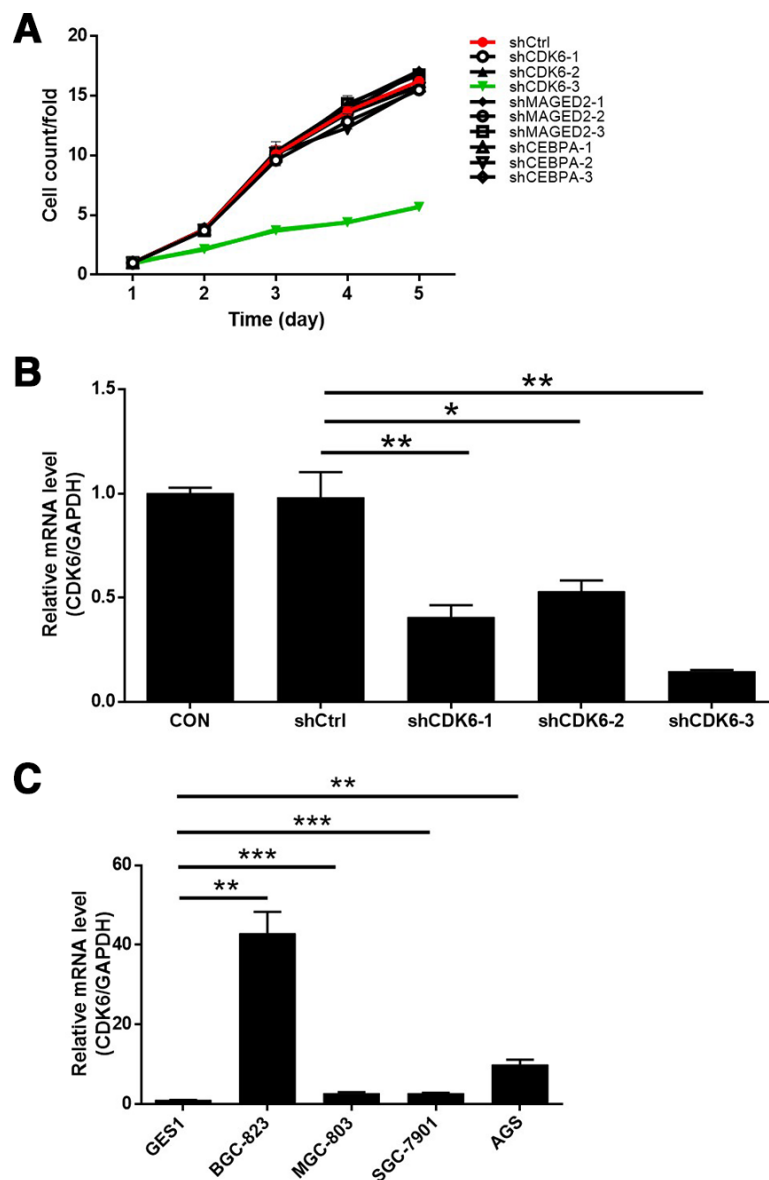 A
Cell count/fold
20
15
10
5
0
1 2 3 4 5
Time (day)
shCtrl
shCDK6-1
shCDK6-2
shCDK6-3
shMAGED2-1
shMAGED2-2
shMAGED2-3
shCEBPA-1
shCEBPA-2
shCEBPA-3
B
Relative mRNA level
(CDK6/GAPDH)
1.5
1.0
0.5
0.0
**
*
**
CON shCtrl shCDK6-1 shCDK6-2 shCDK6-3
C
Relative mRNA level
(CDK6/GAPDH)
60
40
20
0
**
***
***
**
GES1 BGC-823 MGC-803 SGC-7901 AGS